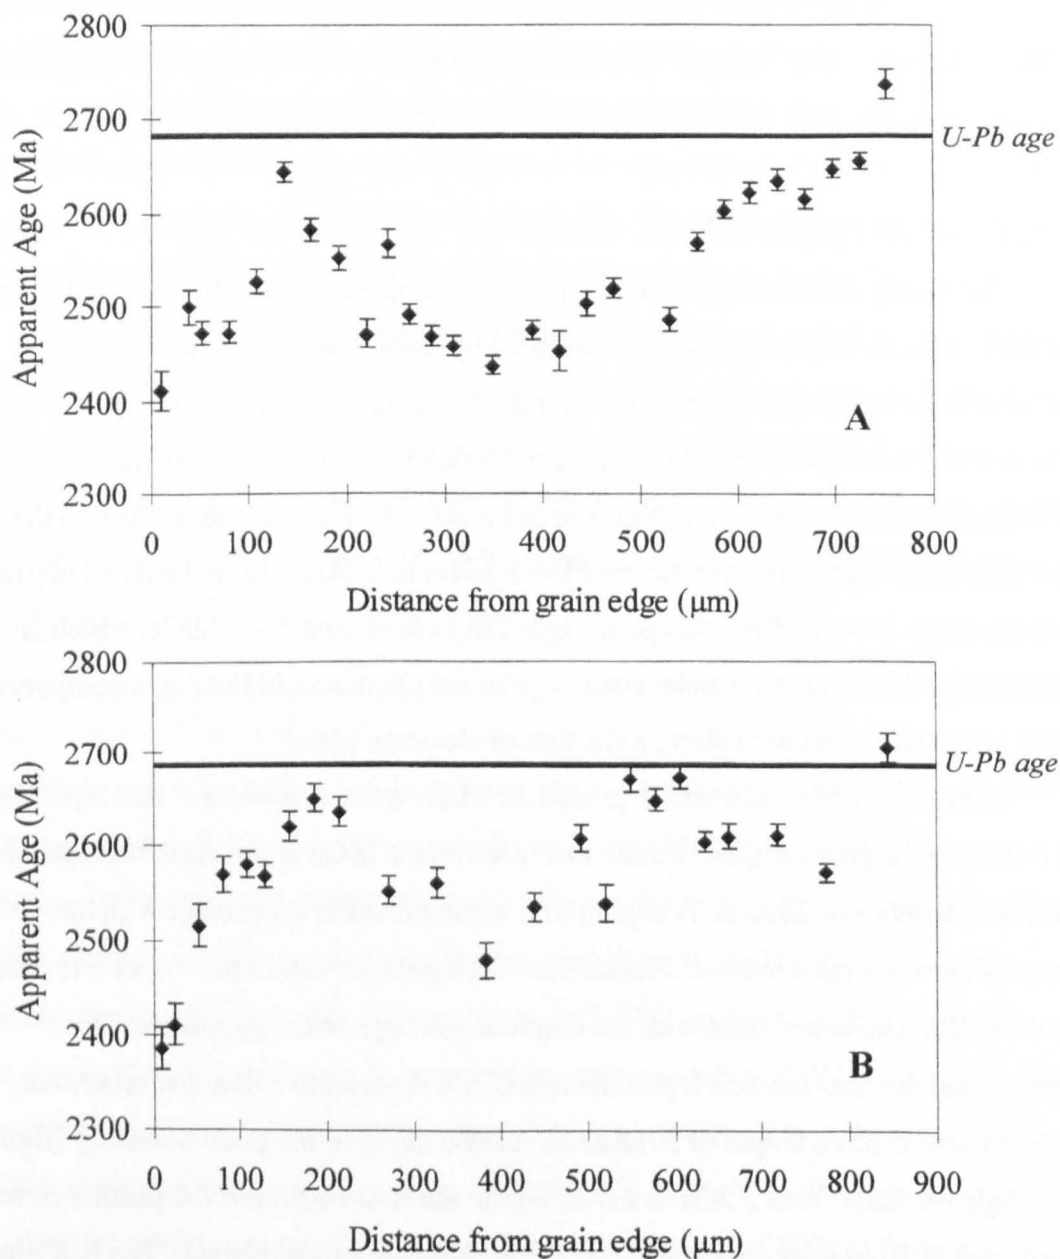 2800
2700
2600
2500
2400
2300
Apparent Age (Ma)
U-Pb age
A
0 100 200 300 400 500 600 700 800
Distance from grain edge (μm)
2800
2700
2600
2500
2400
2300
Apparent Age (Ma)
U-Pb age
B
0 100 200 300 400 500 600 700 800 900
Distance from grain edge (μm)